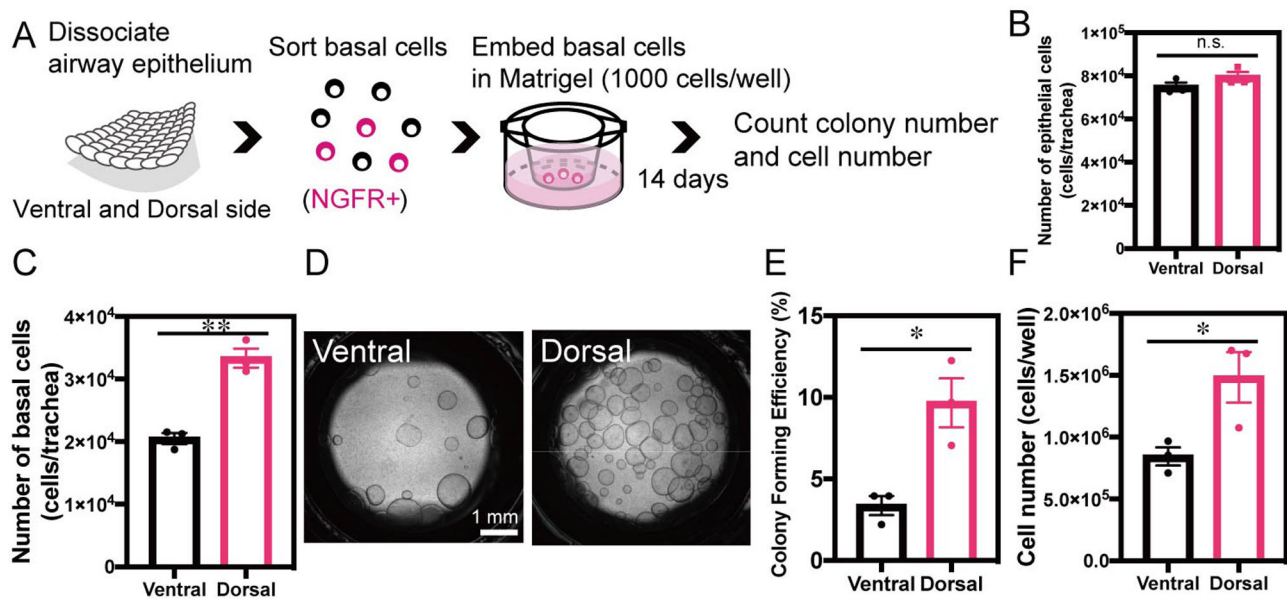 A
Dissociate
airway epithelium
Ventral and Dorsal side
Sort basal cells
(NGFR+)
Embed basal cells
in Matrigel (1000 cells/well)
14 days
Count colony number
and cell number
B
Number of epithelial cells
(cells/trachea)
1×10⁵
8×10⁴
6×10⁴
4×10⁴
2×10⁴
0
n.s.
Ventral Dorsal
C
Number of basal cells
(cells/trachea)
4×10⁴
3×10⁴
2×10⁴
1×10⁴
0
**
Ventral Dorsal
D
Ventral
1 mm
Dorsal
E
Colony Forming Efficiency (%)
15
10
5
0
*
Ventral Dorsal
F
Cell number (cells/well)
2.0×10⁶
1.5×10⁶
1.0×10⁶
5.0×10⁵
0.0
*
Ventral Dorsal